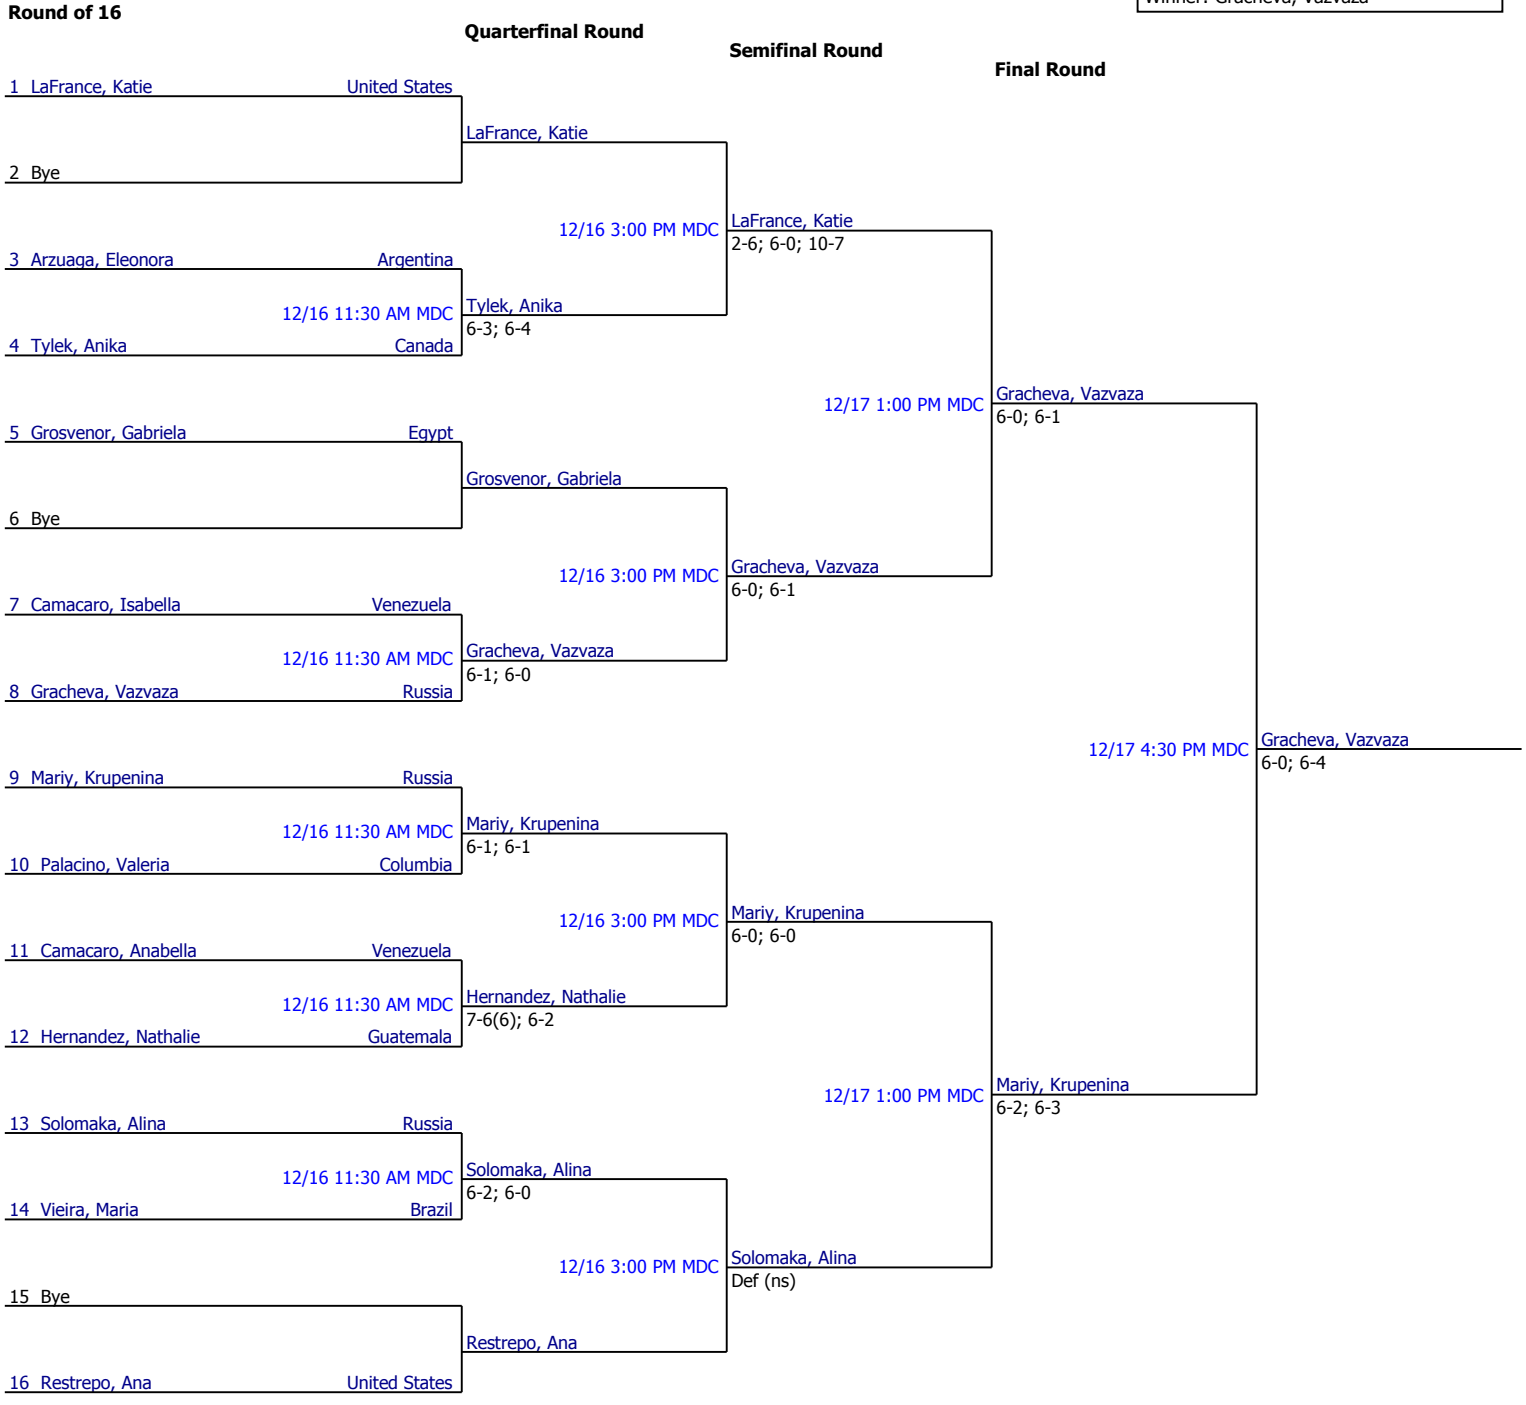 Winner: Gracheva, Vazvaza
Round of 16
Quarterfinal Round
Semifinal Round
Final Round
1 LaFrance, Katie United States
LaFrance, Katie
2 Bye
12/16 3:00 PM MDC LaFrance, Katie
2-6; 6-0; 10-7
3 Arzuaga, Eleonora Argentina
12/16 11:30 AM MDC Tylek, Anika
6-3; 6-4
4 Tylek, Anika Canada
12/17 1:00 PM MDC Gracheva, Vazvaza
6-0; 6-1
5 Grosvenor, Gabriela Egypt
Grosvenor, Gabriela
6 Bye
12/16 3:00 PM MDC Gracheva, Vazvaza
6-0; 6-1
7 Camacaro, Isabella Venezuela
12/16 11:30 AM MDC Gracheva, Vazvaza
6-1; 6-0
8 Gracheva, Vazvaza Russia
12/17 4:30 PM MDC Gracheva, Vazvaza
6-0; 6-4
9 Mariy, Krupenina Russia
12/16 11:30 AM MDC Mariy, Krupenina
6-1; 6-1
10 Palacino, Valeria Columbia
12/16 3:00 PM MDC Mariy, Krupenina
6-0; 6-0
11 Camacaro, Anabella Venezuela
12/16 11:30 AM MDC Hernandez, Nathalie
7-6(6); 6-2
12 Hernandez, Nathalie Guatemala
12/17 1:00 PM MDC Mariy, Krupenina
6-2; 6-3
13 Solomaka, Alina Russia
12/16 11:30 AM MDC Solomaka, Alina
6-2; 6-0
14 Vieira, Maria Brazil
12/16 3:00 PM MDC Solomaka, Alina
Def (ns)
15 Bye
Restrepo, Ana
16 Restrepo, Ana United States